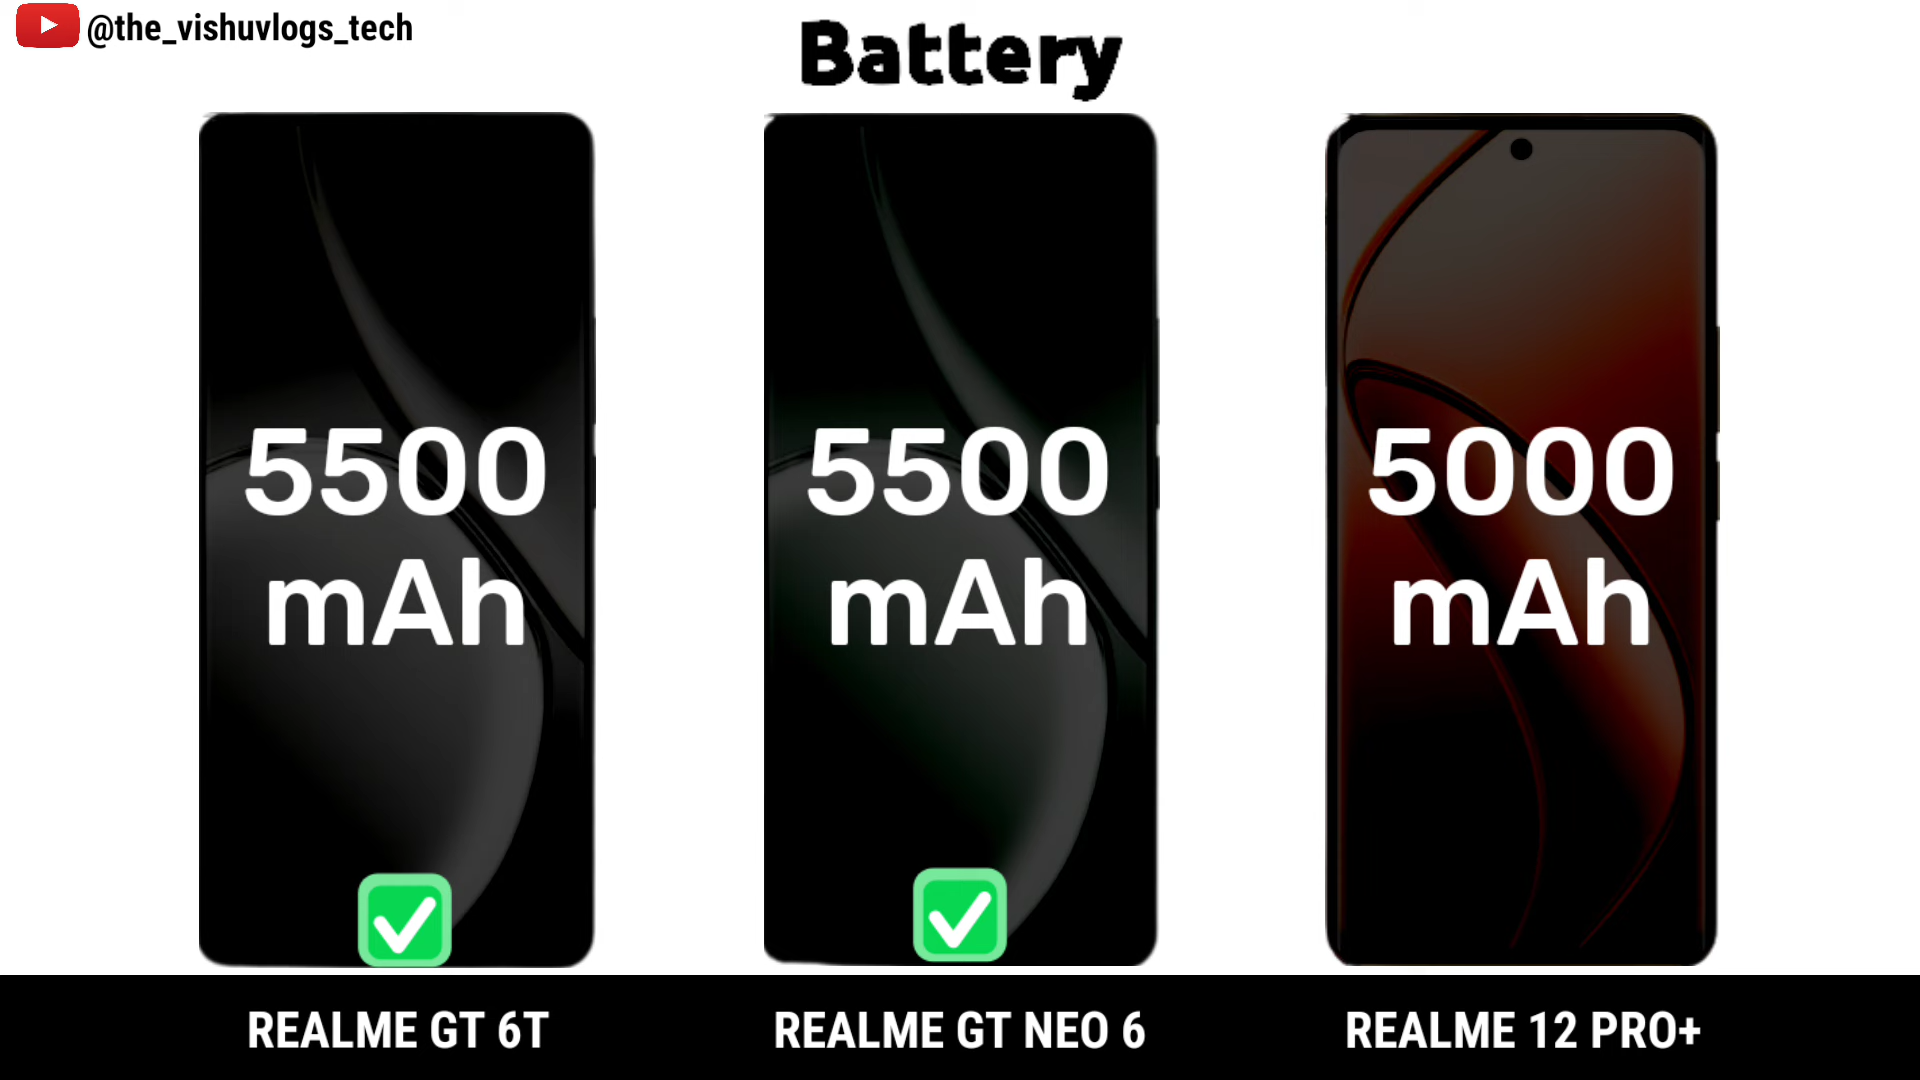 @the_vishuvlogs_tech
Battery
5500
mAh
5500
mAh
5000
mAh
REALME GT 6T
REALME GT NEO 6
REALME 12 PRO+